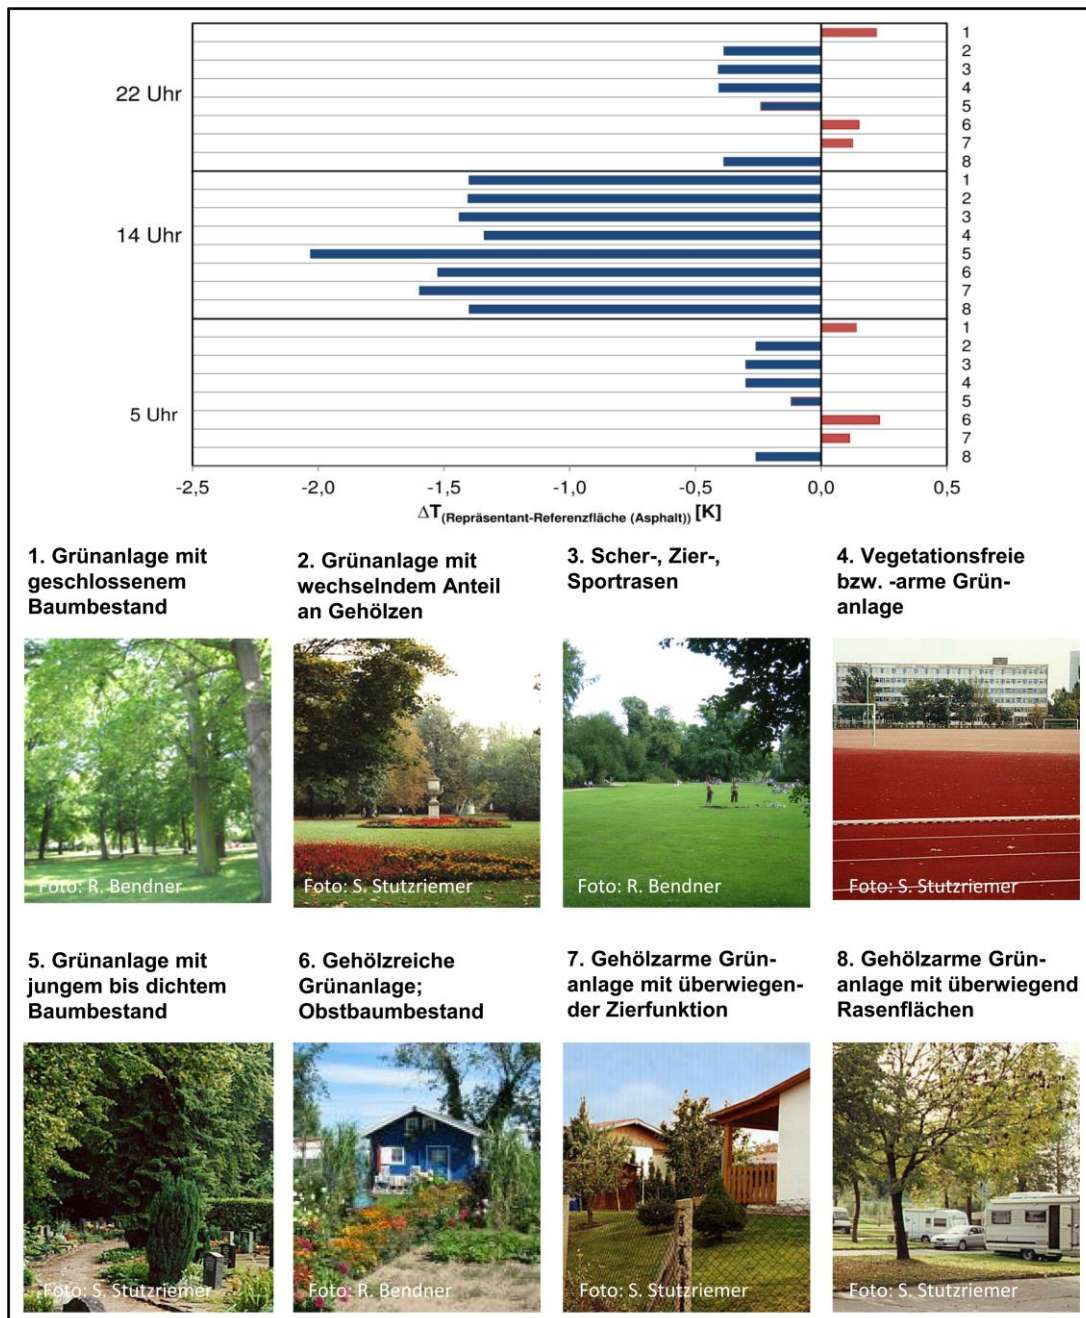 1
2
3
22 Uhr
4
5
6
7
8
1
2
3
14 Uhr
4
5
6
7
8
1
2
3
4
5 Uhr
5
6
7
8
-2,5 -2,0 -1,5 -1,0 -0,5 0,0 0,5
ΔT(Repräsentant-Referenzfläche (Asphalt)) [K]
1. Grünanlage mit
geschlossenem
Baumbestand
2. Grünanlage mit
wechselndem Anteil
an Gehölzen
3. Scher-, Zier-,
Sportrasen
4. Vegetationsfreie
bzw. -arme Grün-
anlage
Foto: R. Bendner
Foto: S. Stutzriemer
Foto: R. Bendner
Foto: S. Stutzriemer
5. Grünanlage mit
jungem bis dichtem
Baumbestand
6. Gehölzreiche
Grünanlage;
Obstbaumbestand
7. Gehölzarme Grün-
anlage mit überwiegen-
der Zierfunktion
8. Gehölzarme Grün-
anlage mit überwiegend
Rasenflächen
Foto: S. Stutzriemer
Foto: R. Bendner
Foto: S. Stutzriemer
Foto: S. Stutzriemer